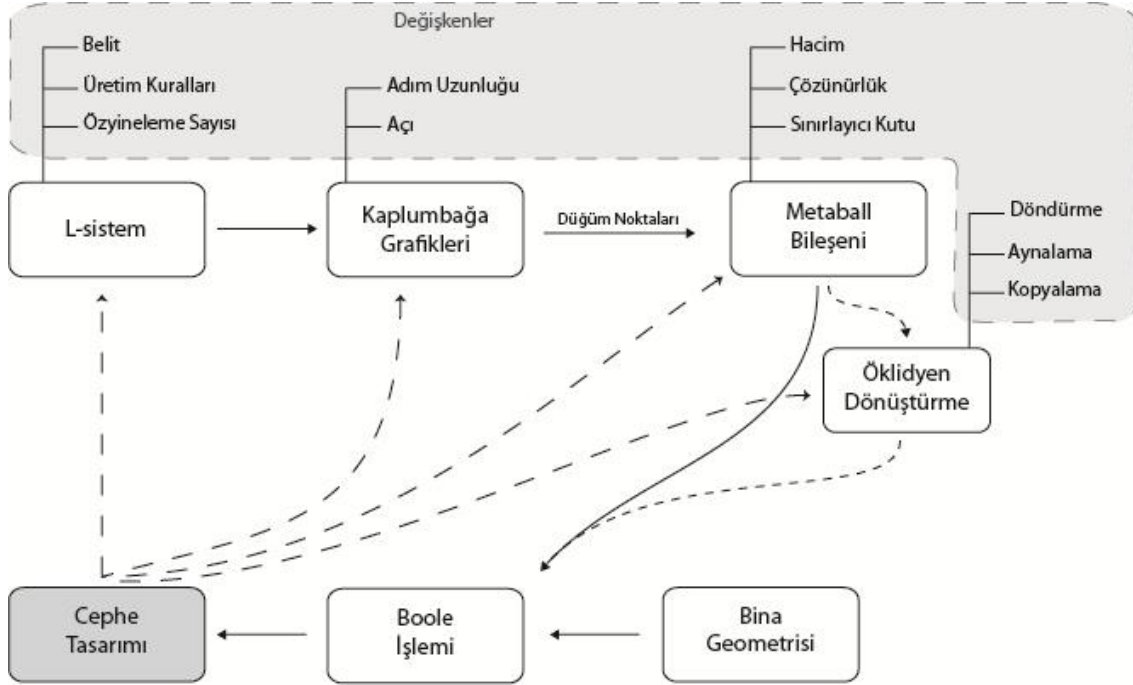 Değişkenler
Belit
Üretim Kuralları
Özyineleme Sayısı
Adım Uzunluğu
Açı
Hacim
Çözünürlük
Sınırlayıcı Kutu
L-sistem
Kaplumbağa
Grafikleri
Düğüm Noktaları
Metaball
Bileşeni
Döndürme
Aynalama
Kopyalama
Öklidyen
Dönüştürme
Cephe
Tasarımı
Boole
İşlemi
Bina
Geometrisi